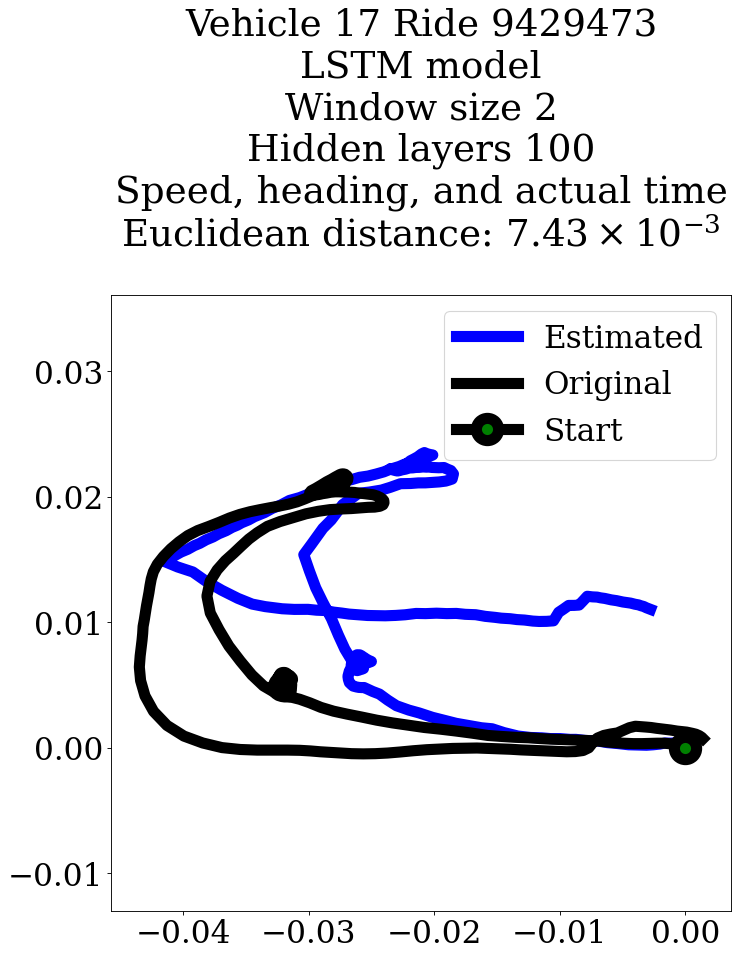 Vehicle 17 Ride 9429473
LSTM model
Window size 2
Hidden layers 100
Speed, heading, and actual time
Euclidean distance: 7.43 × 10⁻³
Estimated
Original
Start
0.03
0.02
0.01
0.00
−0.01
−0.04 −0.03 −0.02 −0.01 0.00